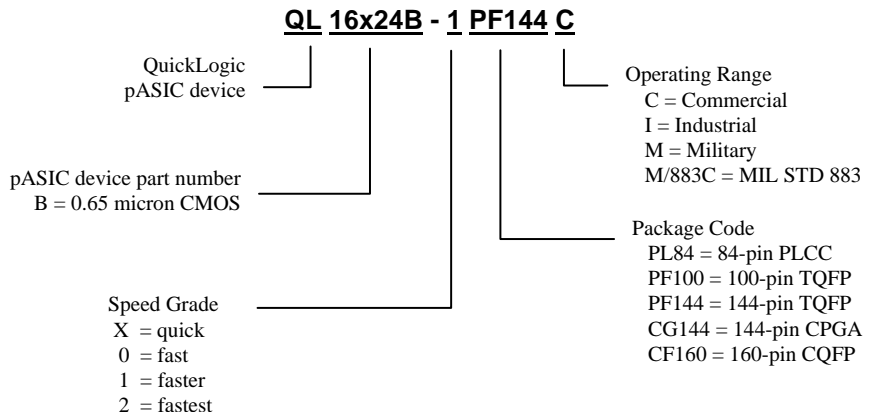 QL 16x24B - 1 PF144 C
QuickLogic
pASIC device
pASIC device part number
B = 0.65 micron CMOS
Speed Grade
X = quick
0 = fast
1 = faster
2 = fastest
Operating Range
C = Commercial
I = Industrial
M = Military
M/883C = MIL STD 883
Package Code
PL84 = 84-pin PLCC
PF100 = 100-pin TQFP
PF144 = 144-pin TQFP
CG144 = 144-pin CPGA
CF160 = 160-pin CQFP